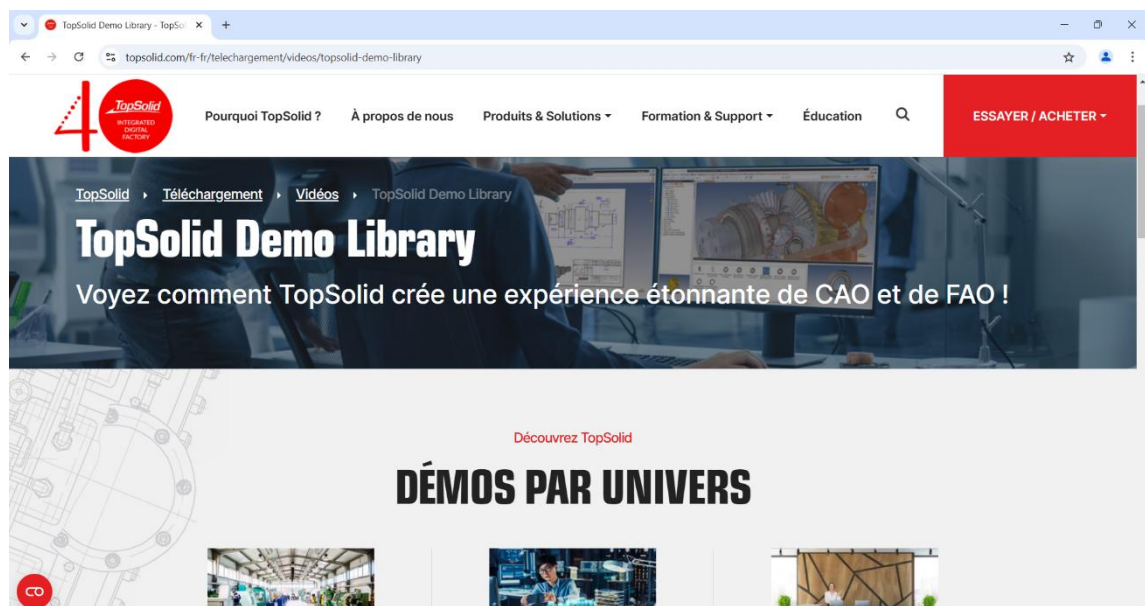 TopSolid Demo Library - TopSol
topsolid.com/fr-fr/telechargement/videos/topsolid-demo-library
40
TopSolid
INTEGRATED
DIGITAL
FACTORY
Pourquoi TopSolid ? À propos de nous Produits & Solutions Formation & Support Éducation ESSAYER / ACHETER
TopSolid Téléchargement Vidéos TopSolid Demo Library
TopSolid Demo Library
Voyez comment TopSolid crée une expérience étonnante de CAO et de FAO !
Découvrez TopSolid
DÉMOS PAR UNIVERS